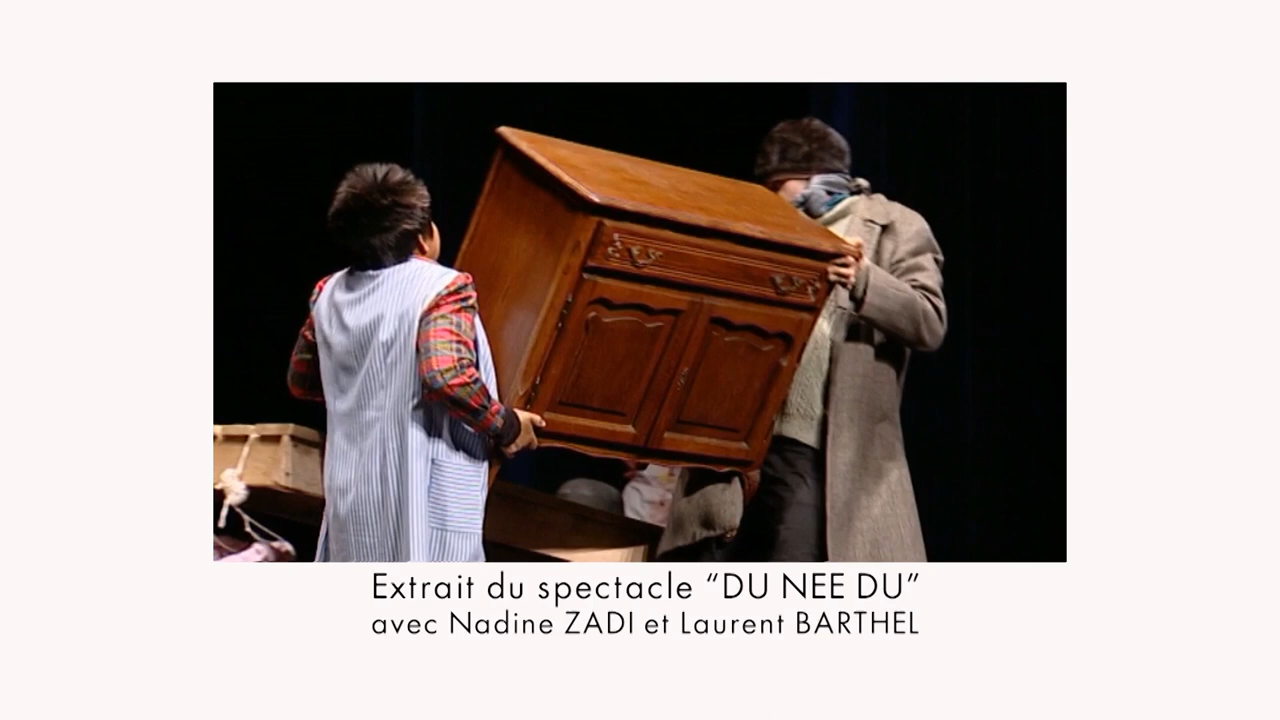 Extrait du spectacle “DU NEE DU”
avec Nadine ZADI et Laurent BARTHEL